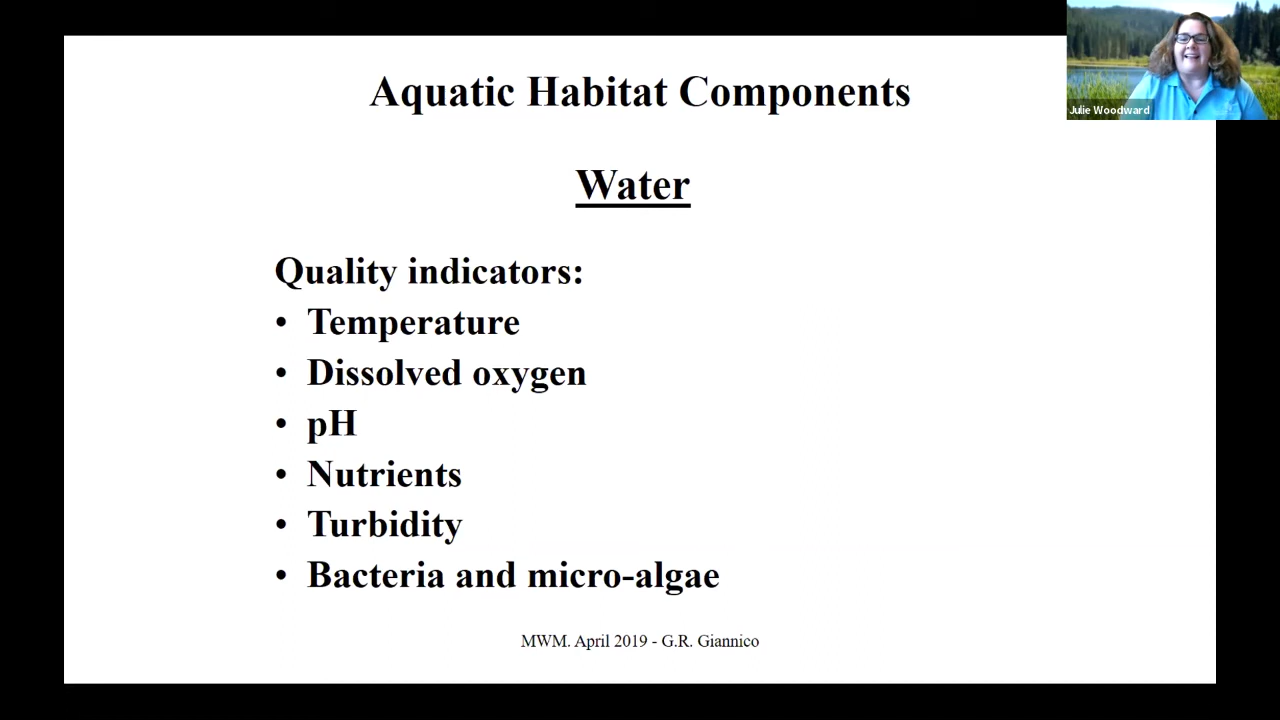 Aquatic Habitat Components
Julie Woodward
Water
Quality indicators:
• Temperature
• Dissolved oxygen
• pH
• Nutrients
• Turbidity
• Bacteria and micro-algae
MWM. April 2019 - G.R. Giannico